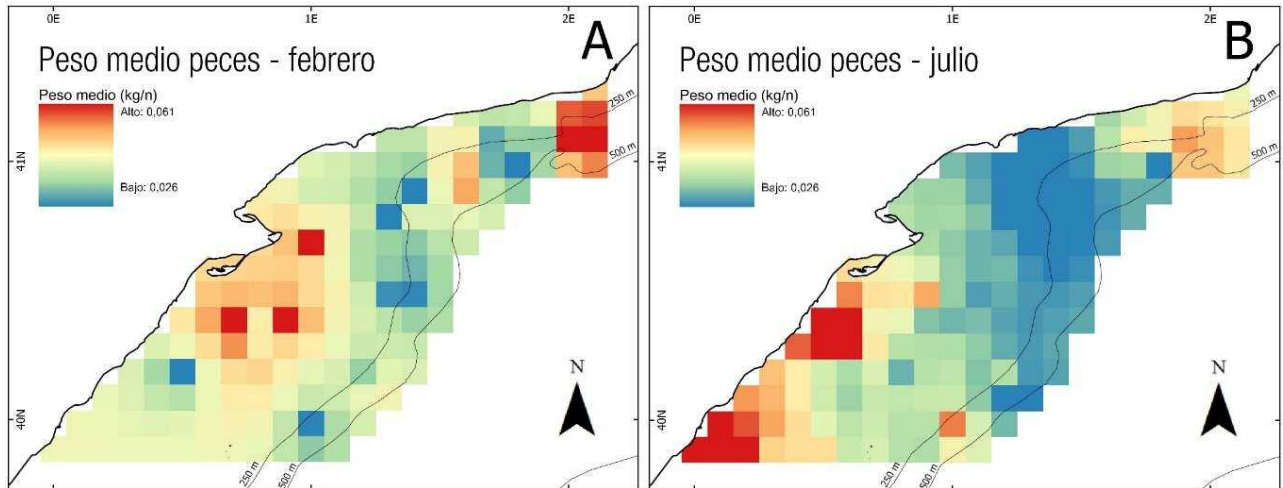 0E
1E
2E
Peso medio peces - febrero
A
Peso medio (kg/n)
Alto: 0,061
Bajo: 0,026
41N
40N
250 m
500 m
N
250 m
500 m
0E
1E
2E
Peso medio peces - julio
B
Peso medio (kg/n)
Alto: 0,061
Bajo: 0,026
41N
40N
250 m
500 m
N
250 m
500 m